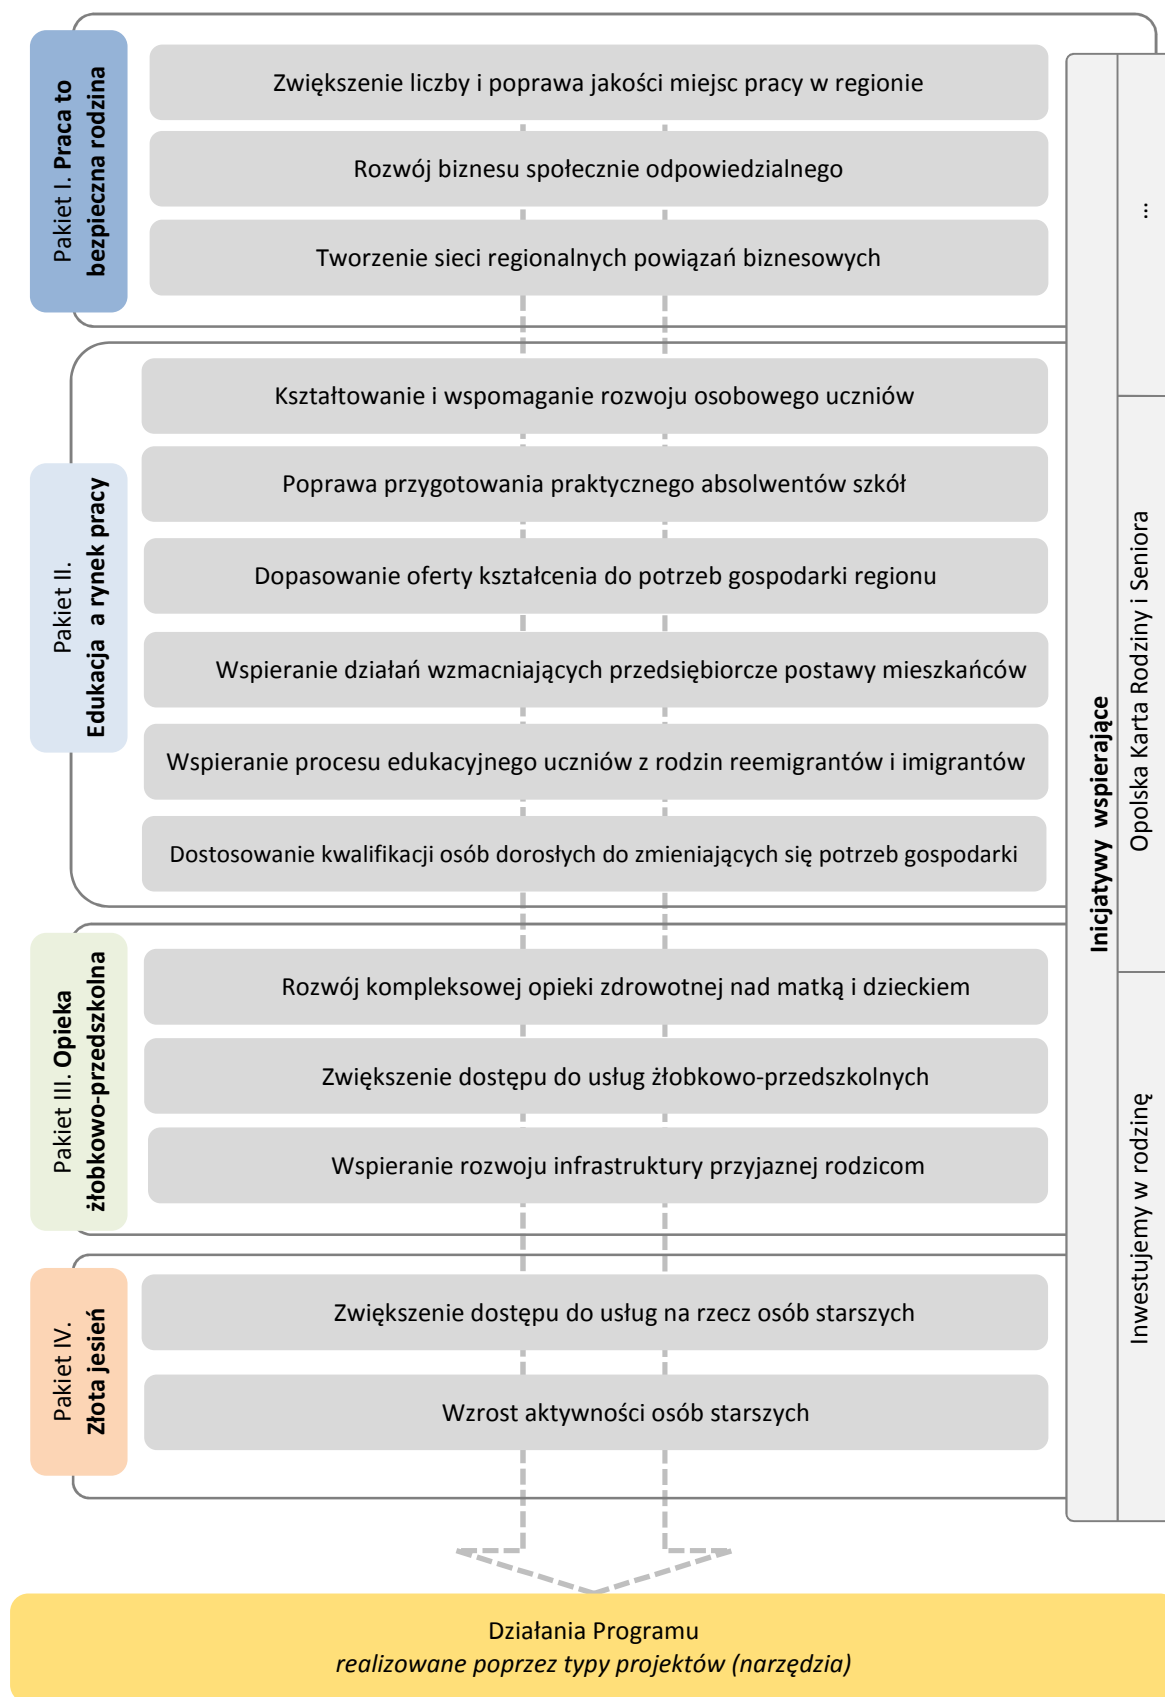 Pakiet I. Praca to
bezpieczna rodzina
Zwiększenie liczby i poprawa jakości miejsc pracy w regionie
Rozwój biznesu społecznie odpowiedzialnego
Tworzenie sieci regionalnych powiązań biznesowych
Pakiet II.
Edukacja a rynek pracy
Kształtowanie i wspomaganie rozwoju osobowego uczniów
Poprawa przygotowania praktycznego absolwentów szkół
Dopasowanie oferty kształcenia do potrzeb gospodarki regionu
Wspieranie działań wzmacniających przedsiębiorcze postawy mieszkańców
Wspieranie procesu edukacyjnego uczniów z rodzin reemigrantów i imigrantów
Dostosowanie kwalifikacji osób dorosłych do zmieniających się potrzeb gospodarki
Pakiet III. Opieka
żłobkowo-przedszkolna
Rozwój kompleksowej opieki zdrowotnej nad matką i dzieckiem
Zwiększenie dostępu do usług żłobkowo-przedszkolnych
Wspieranie rozwoju infrastruktury przyjaznej rodzicom
Pakiet IV.
Złota jesień
Zwiększenie dostępu do usług na rzecz osób starszych
Wzrost aktywności osób starszych
Inicjatywy wspierające
...
Opolska Karta Rodziny i Seniora
Inwestujemy w rodzinę
Działania Programu
realizowane poprzez typy projektów (narzędzia)